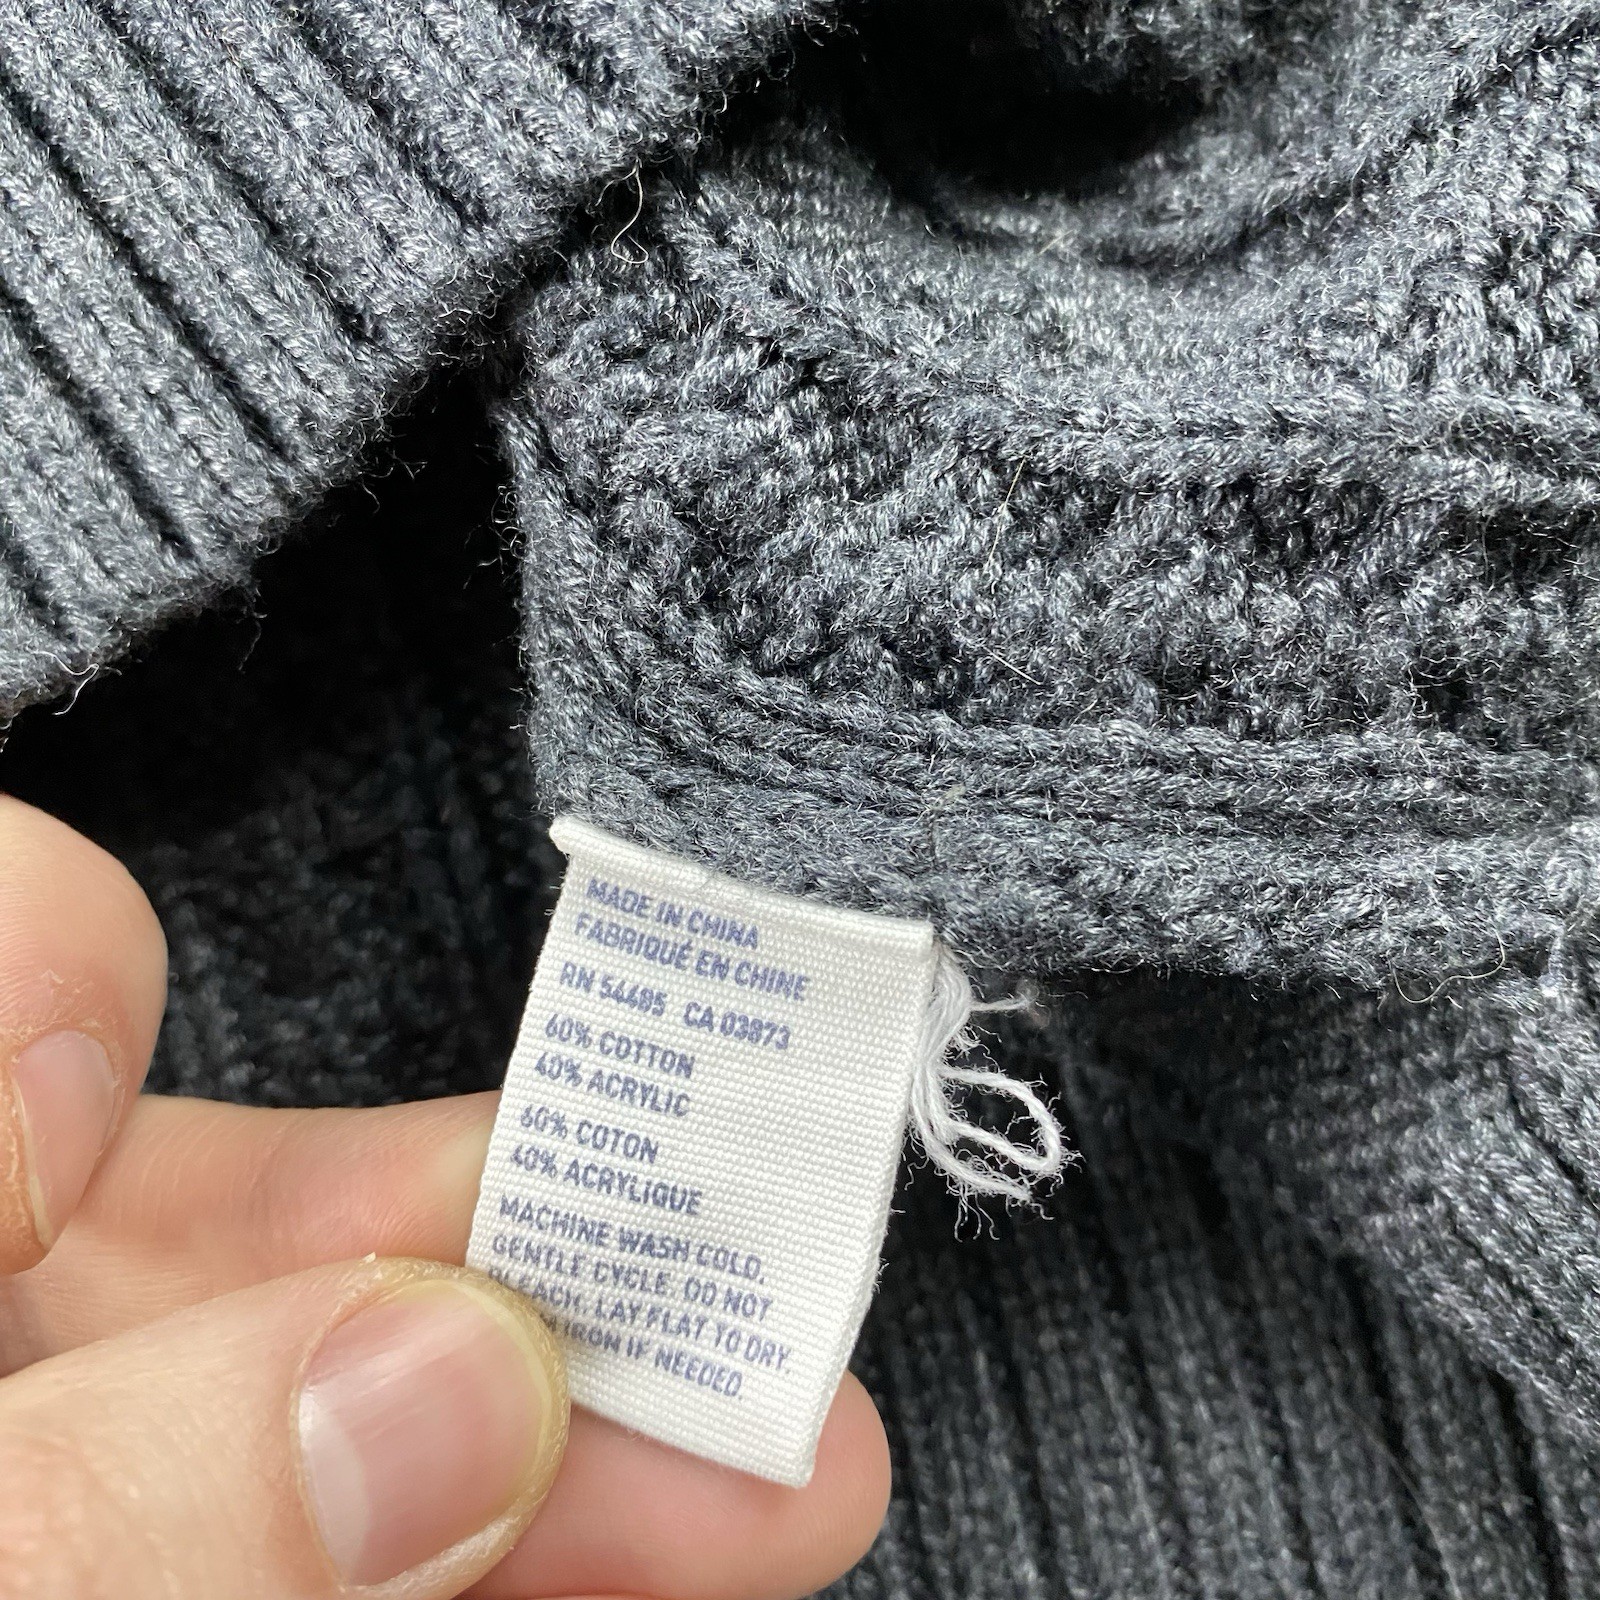 MADE IN CHINA
FABRIQUÉ EN CHINE
RN 54485 CA 03873
60% COTTON
40% ACRYLIC
60% COTON
40% ACRYLIQUE
MACHINE WASH COLD,
GENTLE CYCLE. DO NOT
BLEACH. LAY FLAT TO DRY.
IRON IF NEEDED.